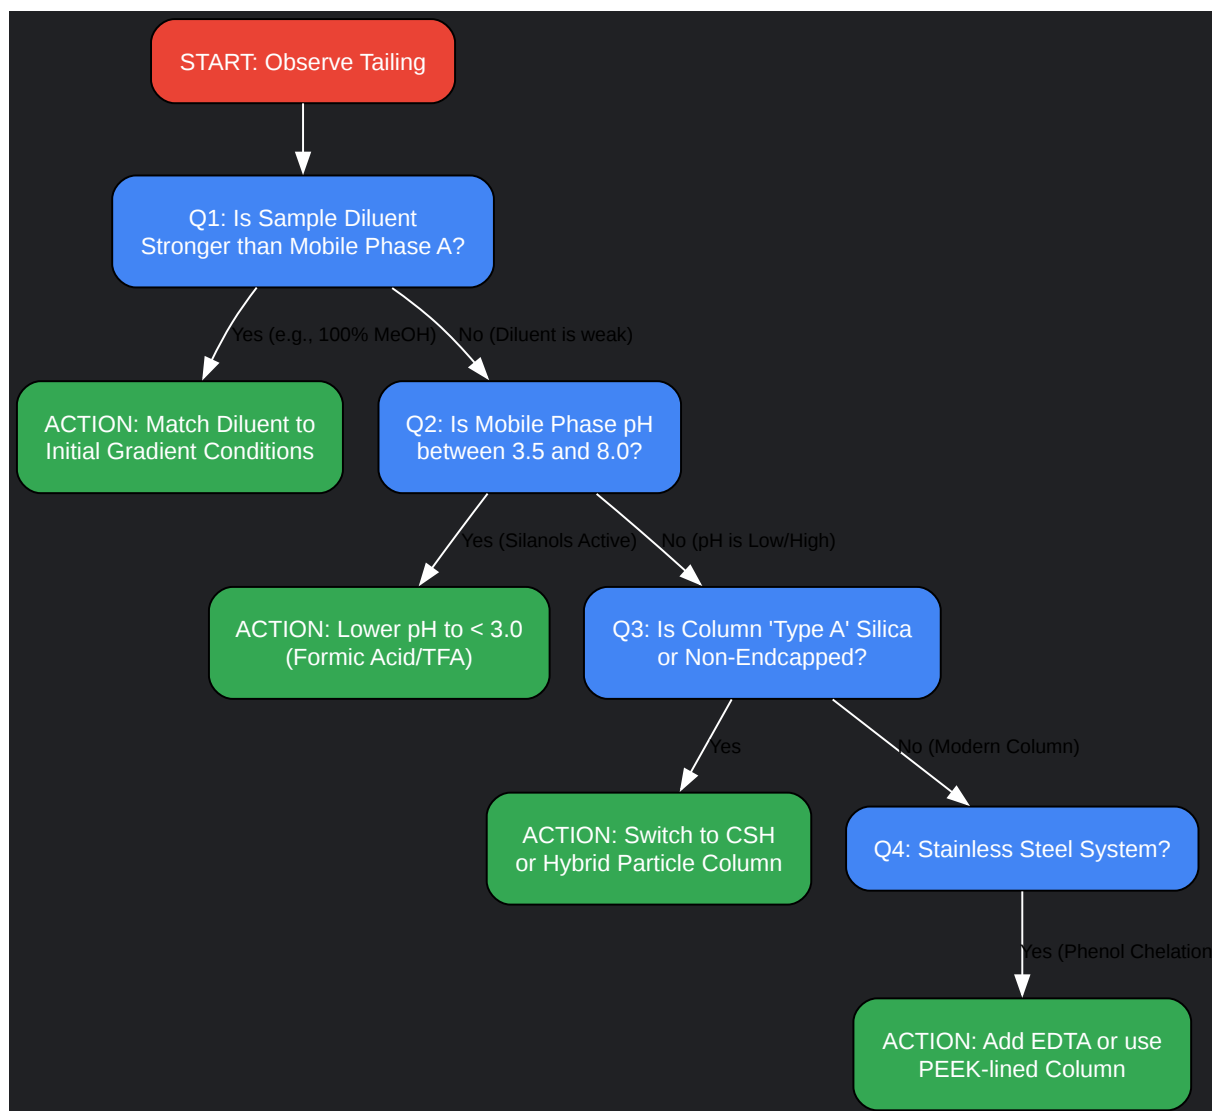 START: Observe Tailing
Q1: Is Sample Diluent
Stronger than Mobile Phase A?
Yes (e.g., 100% MeOH)
No (Diluent is weak)
ACTION: Match Diluent to
Initial Gradient Conditions
Q2: Is Mobile Phase pH
between 3.5 and 8.0?
Yes (Silanols Active)
No (pH is Low/High)
ACTION: Lower pH to < 3.0
(Formic Acid/TFA)
Q3: Is Column 'Type A' Silica
or Non-Endcapped?
Yes
No (Modern Column)
ACTION: Switch to CSH
or Hybrid Particle Column
Q4: Stainless Steel System?
Yes (Phenol Chelation
ACTION: Add EDTA or use
PEEK-lined Column